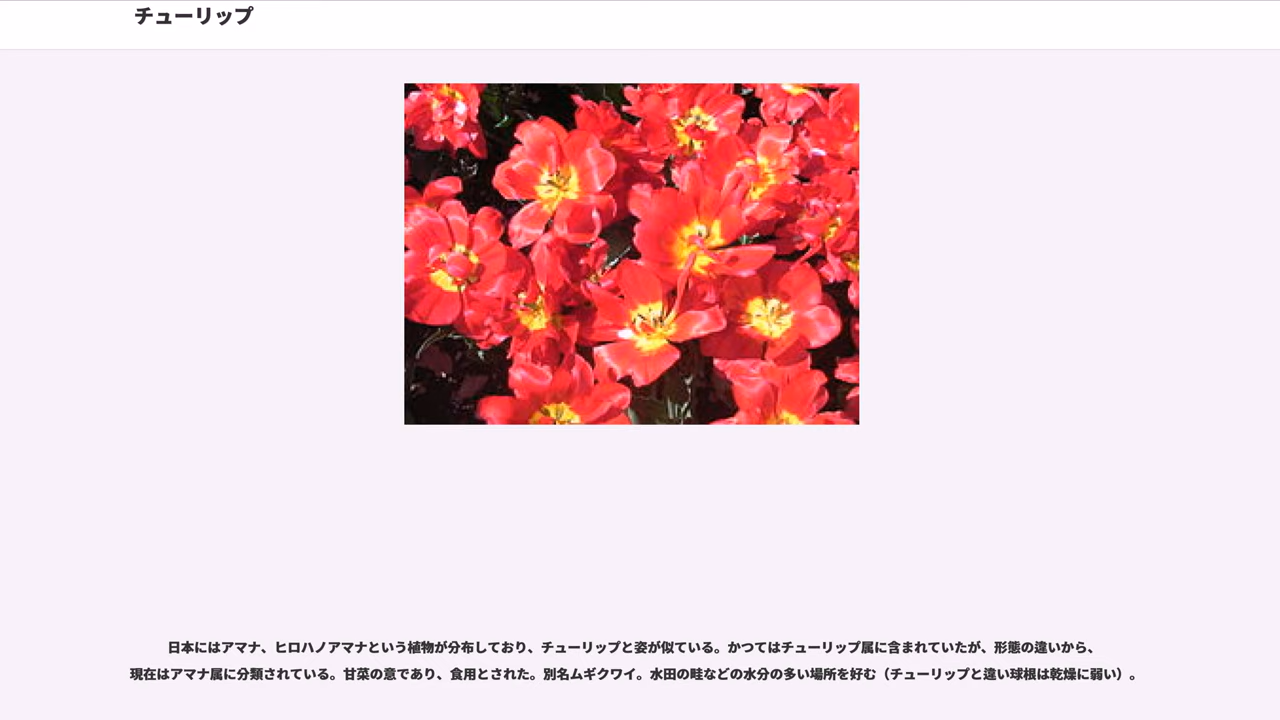 チューリップ
日本にはアマナ、ヒロハノアマナという植物が分布しており、チューリップと姿が似ている。かつてはチューリップ属に含まれていたが、形態の違いから、
現在はアマナ属に分類されている。甘菜の意であり、食用とされた。別名ムギクワイ。水田の畦などの水分の多い場所を好む（チューリップと違い球根は乾燥に弱い）。